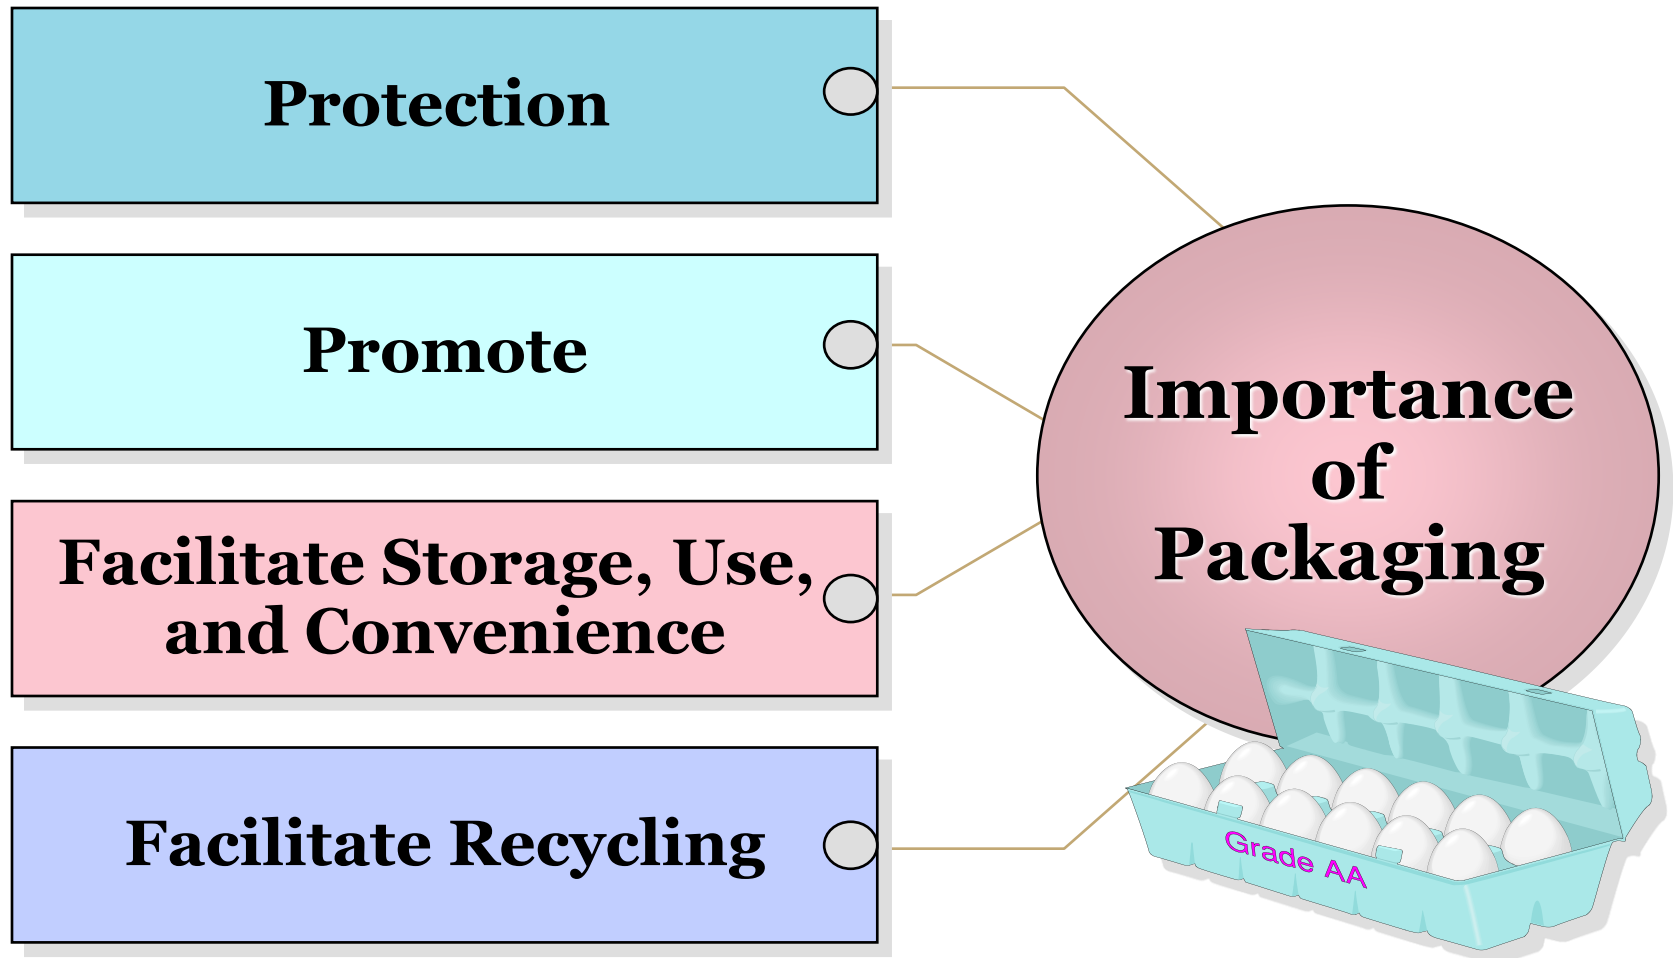 Protection
Promote
Facilitate Storage, Use,
and Convenience
Facilitate Recycling
Importance
of
Packaging
Grade AA